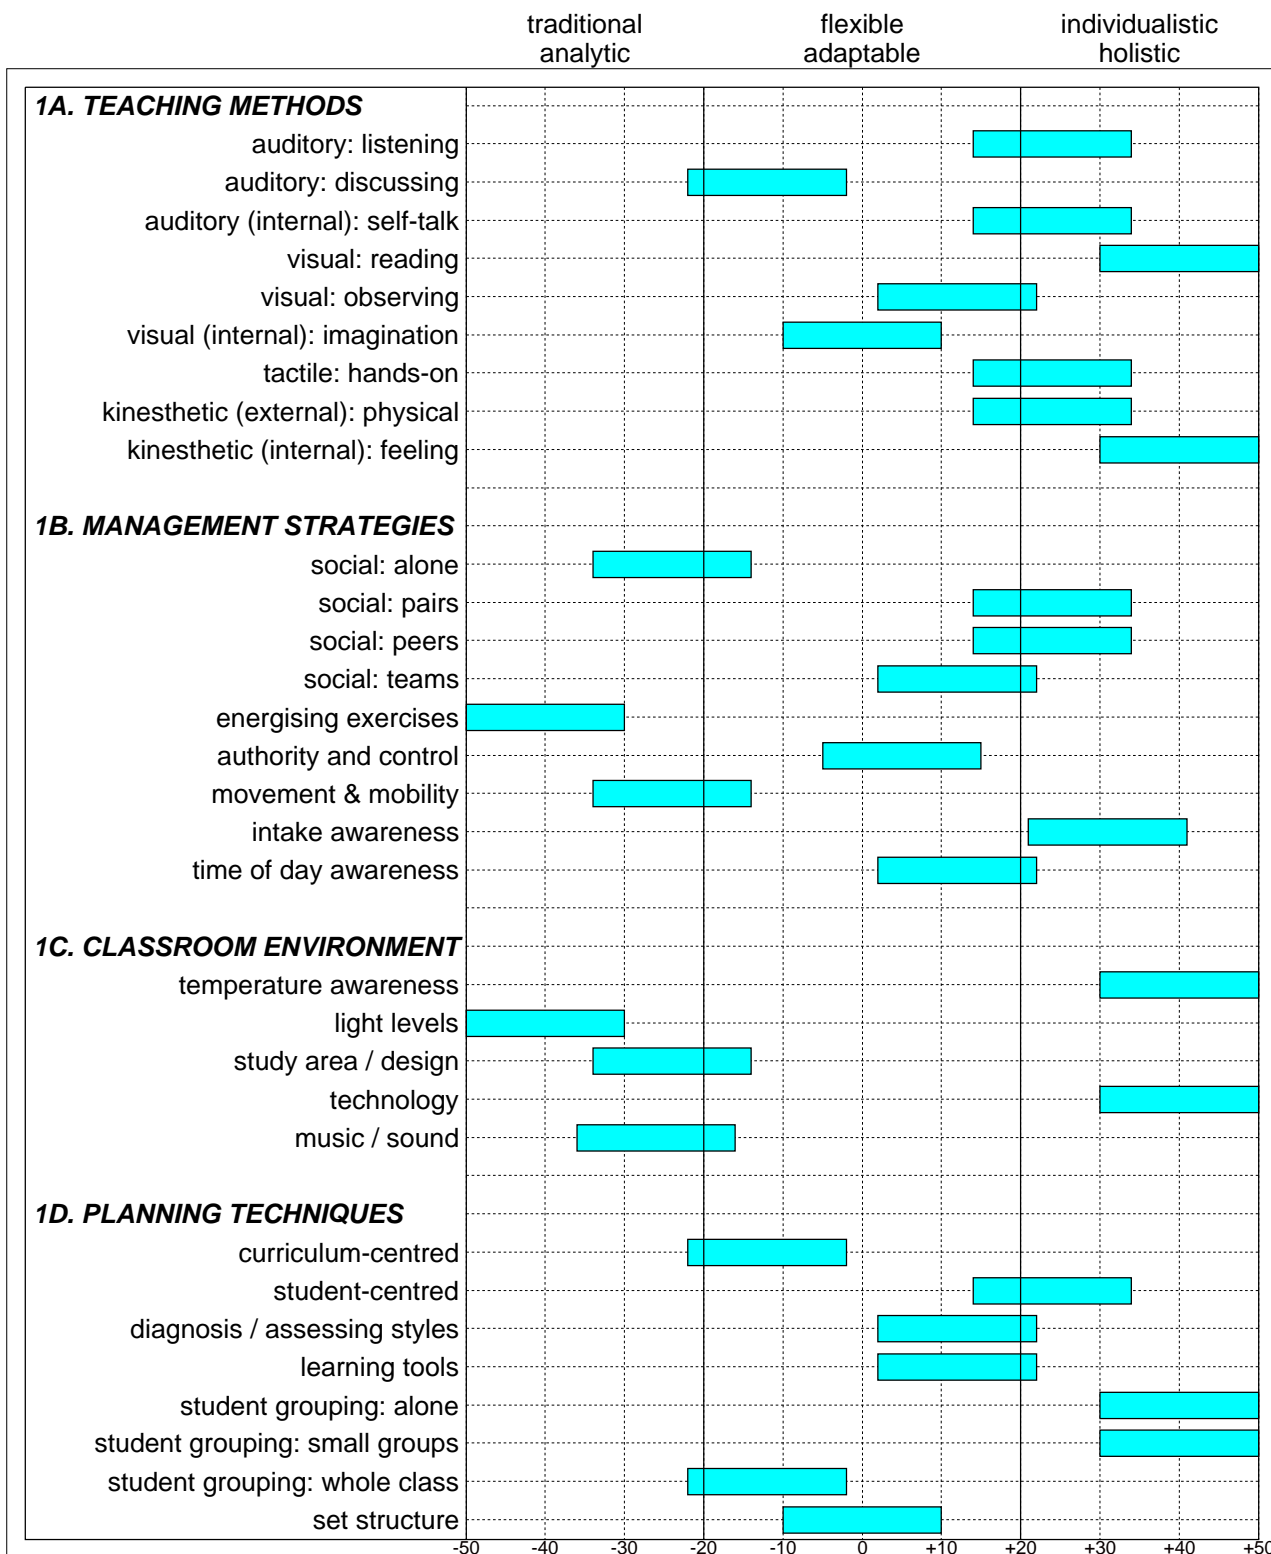 traditional
analytic
flexible
adaptable
individualistic
holistic
1A. TEACHING METHODS
auditory: listening
auditory: discussing
auditory (internal): self-talk
visual: reading
visual: observing
visual (internal): imagination
tactile: hands-on
kinesthetic (external): physical
kinesthetic (internal): feeling
1B. MANAGEMENT STRATEGIES
social: alone
social: pairs
social: peers
social: teams
energising exercises
authority and control
movement & mobility
intake awareness
time of day awareness
1C. CLASSROOM ENVIRONMENT
temperature awareness
light levels
study area / design
technology
music / sound
1D. PLANNING TECHNIQUES
curriculum-centred
student-centred
diagnosis / assessing styles
learning tools
student grouping: alone
student grouping: small groups
student grouping: whole class
set structure
-50 -40 -30 -20 -10 0 +10 +20 +30 +40 +50